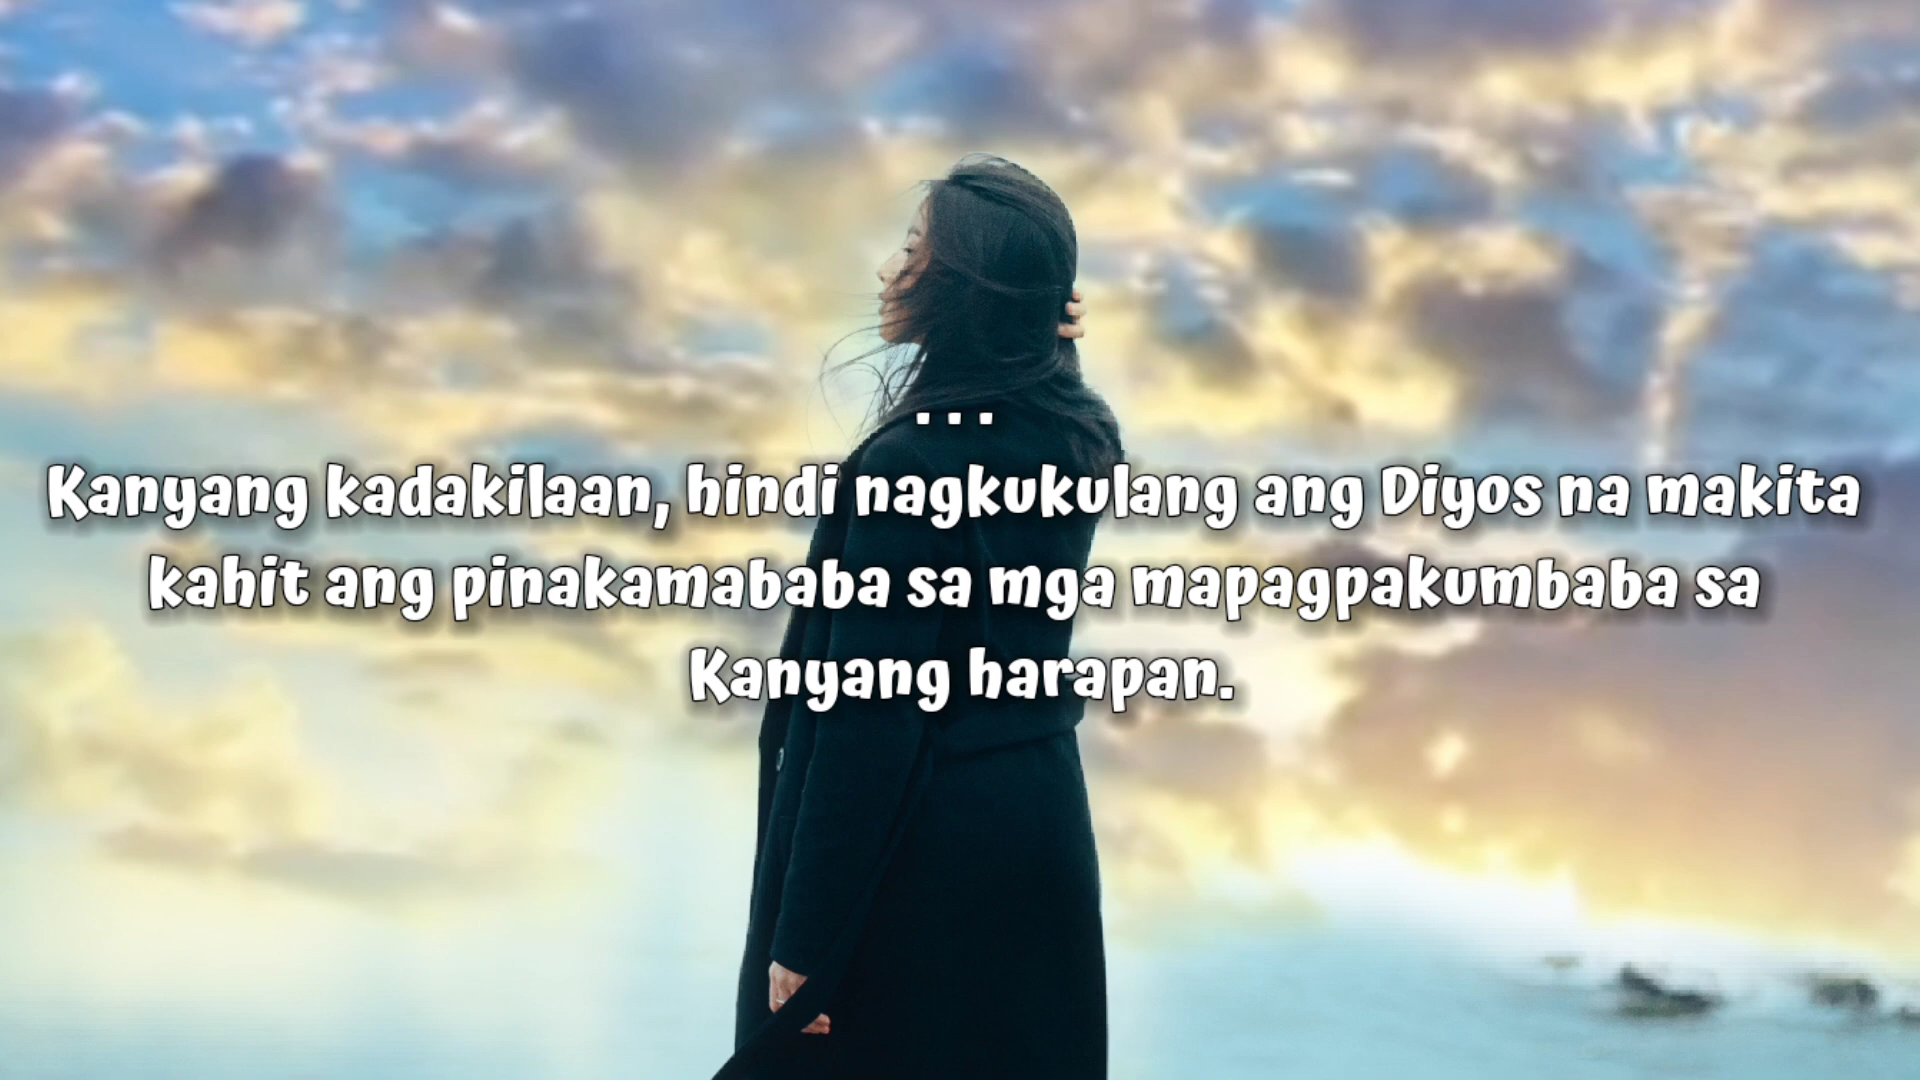 ...
Kanyang kadakilaan, hindi nagkukulang ang Diyos na makita
kahit ang pinakamababa sa mga mapagpakumbaba sa
Kanyang harapan.